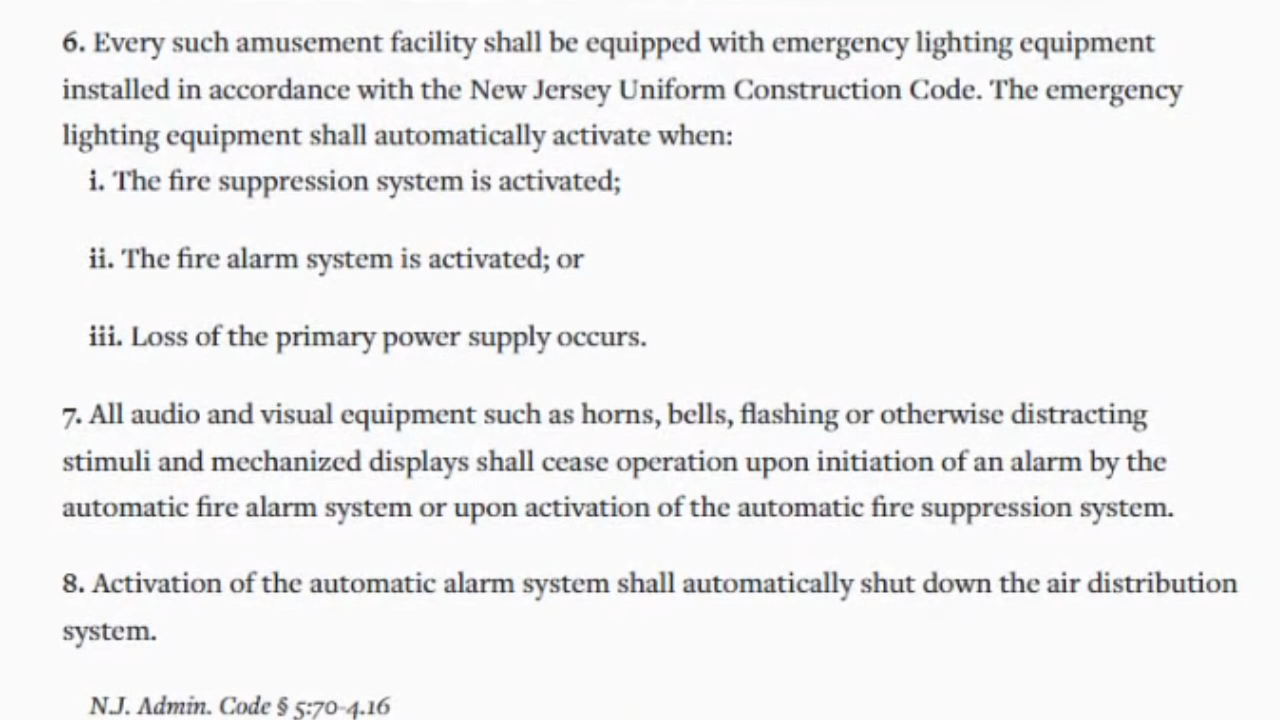 6. Every such amusement facility shall be equipped with emergency lighting equipment
installed in accordance with the New Jersey Uniform Construction Code. The emergency
lighting equipment shall automatically activate when:
i. The fire suppression system is activated;
ii. The fire alarm system is activated; or
iii. Loss of the primary power supply occurs.
7. All audio and visual equipment such as horns, bells, flashing or otherwise distracting
stimuli and mechanized displays shall cease operation upon initiation of an alarm by the
automatic fire alarm system or upon activation of the automatic fire suppression system.
8. Activation of the automatic alarm system shall automatically shut down the air distribution
system.
N.J. Admin. Code § 5:70-4.16